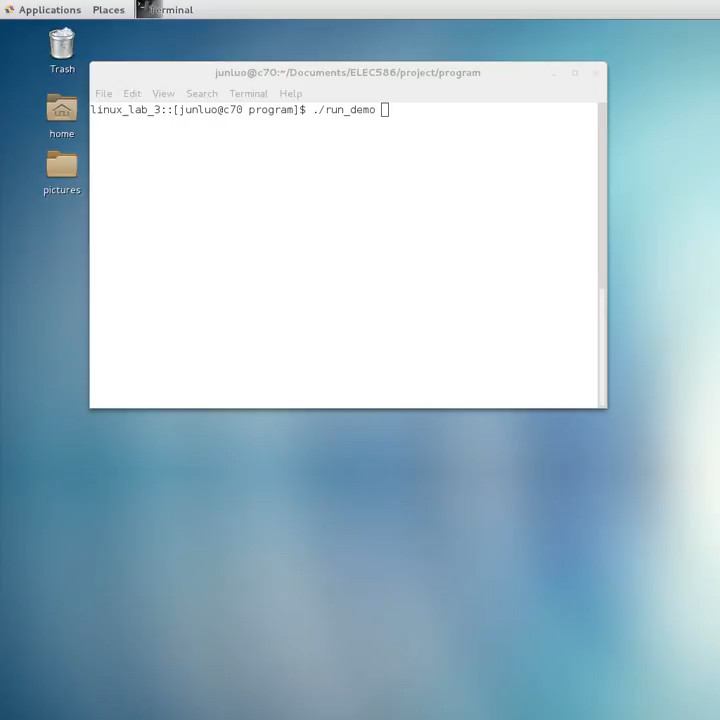 Applications Places Terminal
Trash
home
pictures
junluo@c70:~/Documents/ELEC586/project/program
File Edit View Search Terminal Help
linux_lab_3::[junluo@c70 program]$ ./run_demo